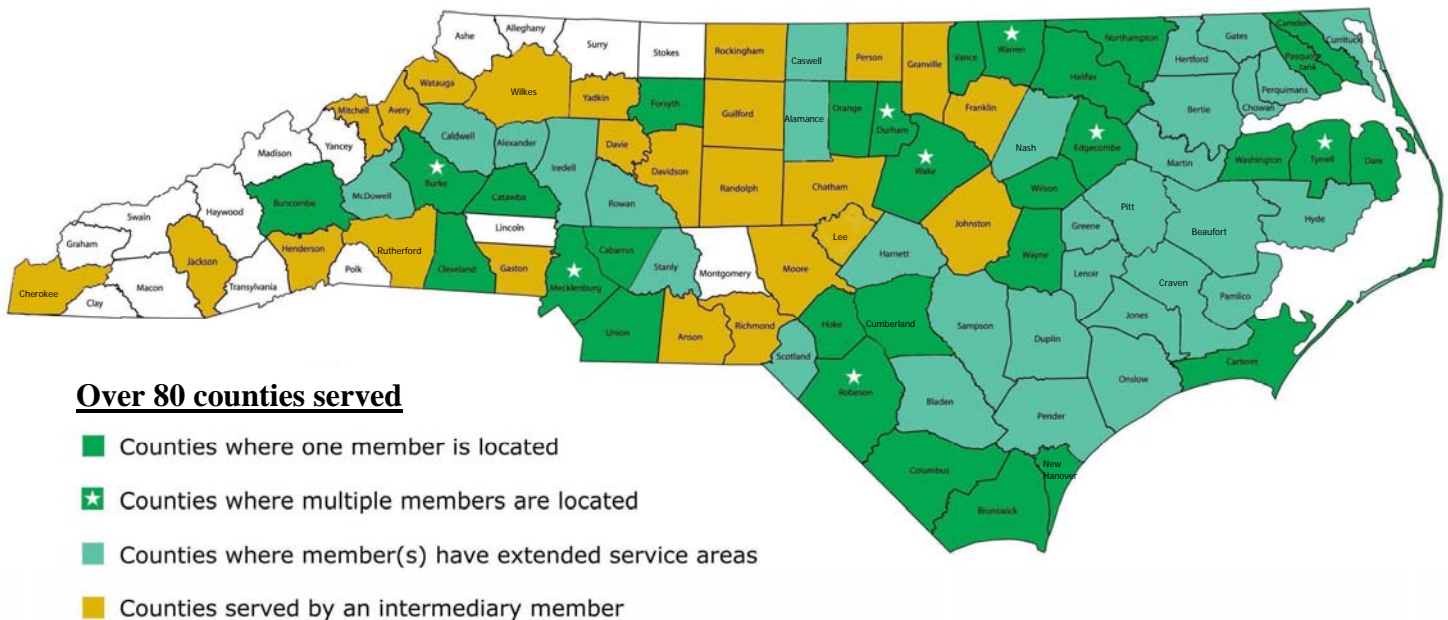 Ashe
Alleghany
Surry
Stokes
Rockingham
Caswell
Person
Granville
Vance
Warren
Northampton
Halifax
Hertford
Gates
Camden
Pasquo-
tank
Currituck
Perquimans
Chowan
Bertie
Watauga
Wilkes
Yadkin
Forsyth
Guilford
Alamance
Orange
Durham
Franklin
Nash
Edgecombe
Martin
Washington
Tyrrell
Dare
Mitchell
Avery
Caldwell
Alexander
Iredell
Davie
Davidson
Randolph
Chatham
Wake
Wilson
Pitt
Beaufort
Hyde
Madison
Yancey
Buncombe
McDowell
Burke
Catawba
Rowan
Lee
Johnston
Greene
Wayne
Lenoir
Craven
Pamlico
Swain
Haywood
Graham
Jackson
Henderson
Rutherford
Polk
Cleveland
Lincoln
Gaston
Mecklenburg
Cabarrus
Stanly
Montgomery
Moore
Harnett
Cherokee
Clay
Macon
Transylvania
Union
Anson
Richmond
Hoke
Cumberland
Sampson
Duplin
Jones
Onslow
Carteret
Scotland
Robeson
Bladen
Pender
Columbus
New
Hanover
Brunswick
Over 80 counties served
Counties where one member is located
Counties where multiple members are located
Counties where member(s) have extended service areas
Counties served by an intermediary member